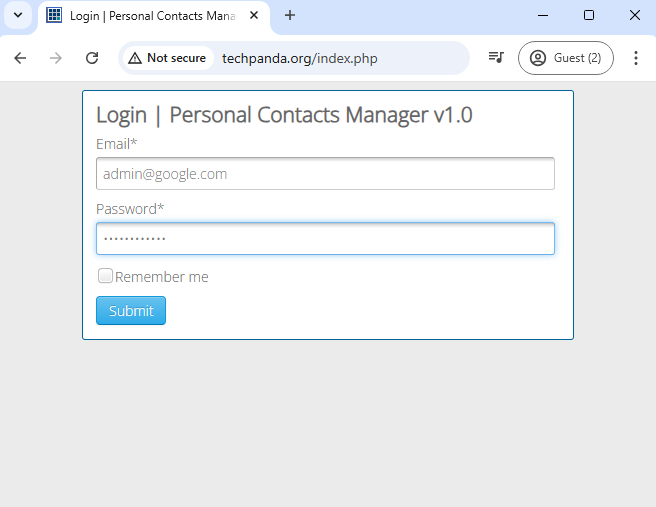 Login | Personal Contacts Mana
Not secure
techpanda.org/index.php
Guest (2)
Login | Personal Contacts Manager v1.0
Email*
admin@google.com
Password*
••••••••••••
Remember me
Submit